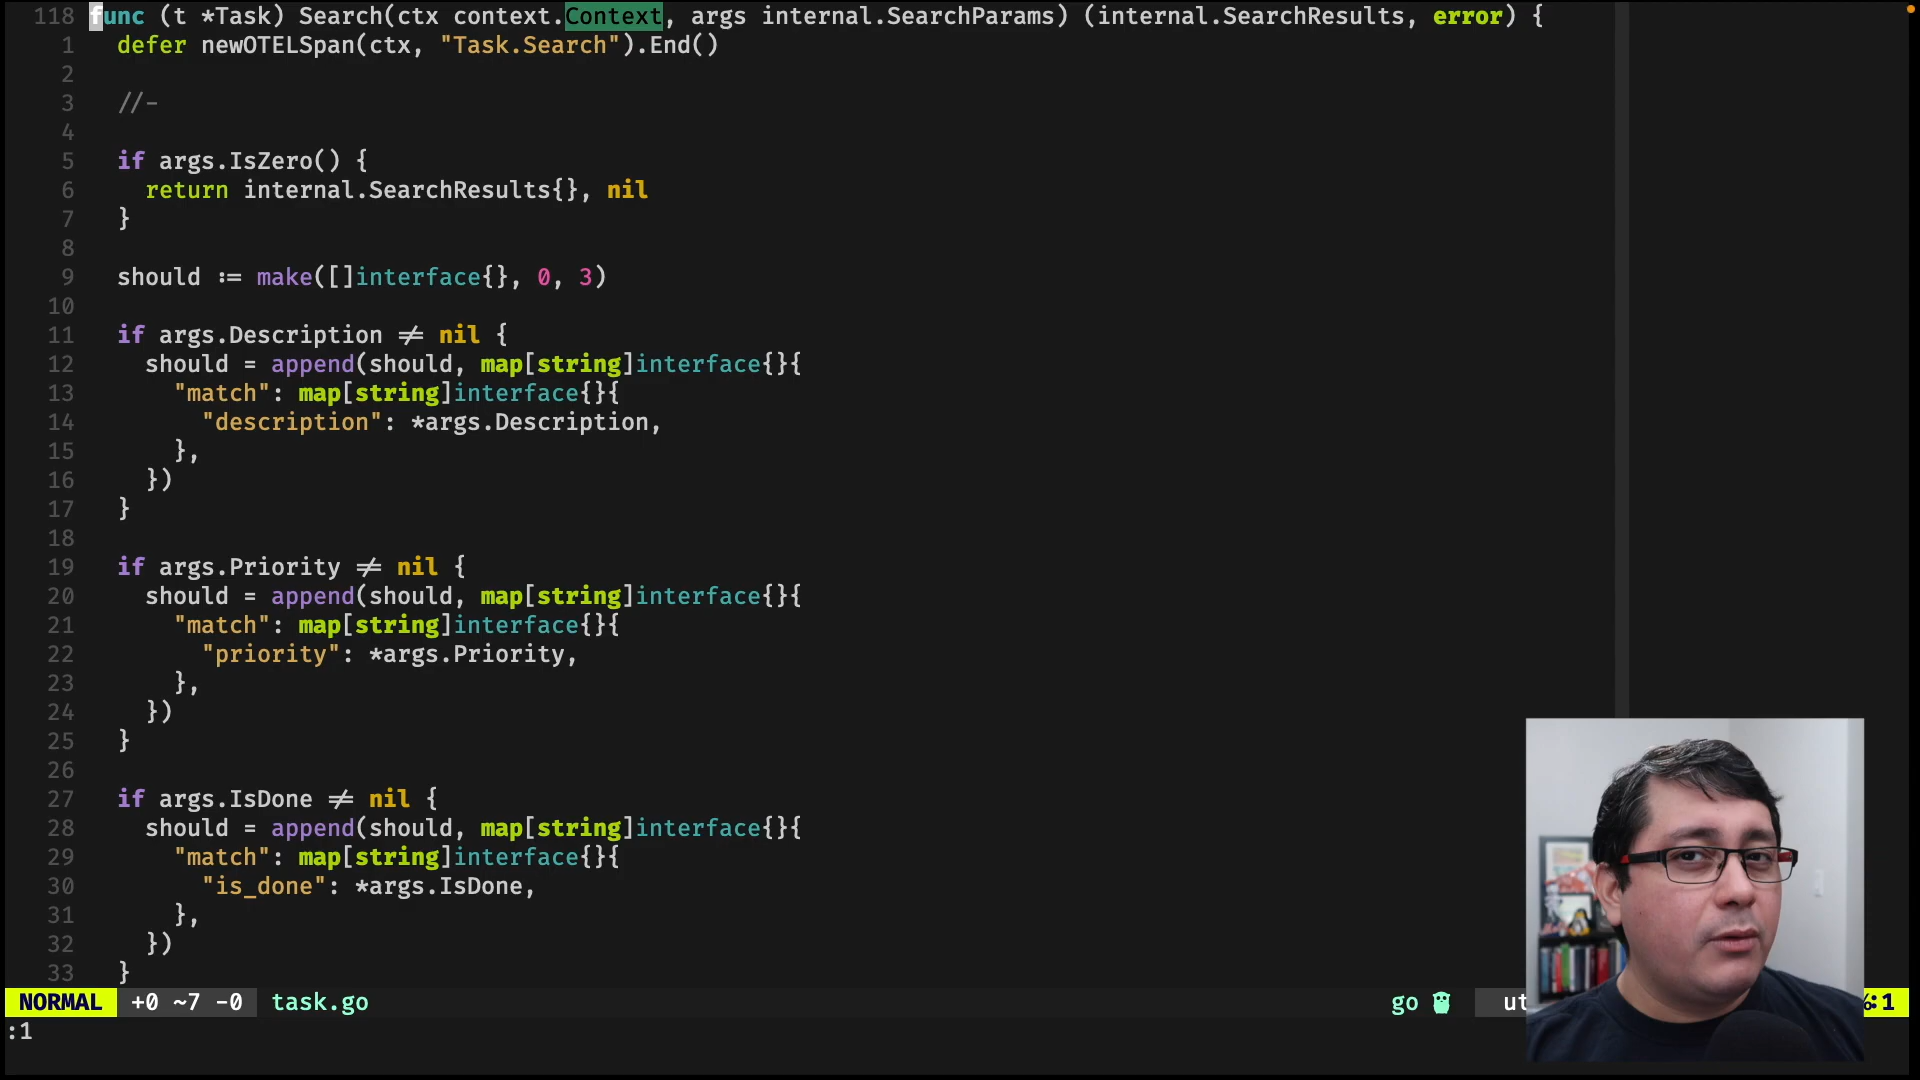 118 func (t *Task) Search(ctx context.Context, args internal.SearchParams) (internal.SearchResults, error) {
1 defer newOTELSpan(ctx, "Task.Search").End()
2
3 //-
4
5 if args.IsZero() {
6 return internal.SearchResults{}, nil
7 }
8
9 should := make([]interface{}, 0, 3)
10
11 if args.Description ≠ nil {
12 should = append(should, map[string]interface{}{
13 "match": map[string]interface{}{
14 "description": *args.Description,
15 },
16 })
17 }
18
19 if args.Priority ≠ nil {
20 should = append(should, map[string]interface{}{
21 "match": map[string]interface{}{
22 "priority": *args.Priority,
23 },
24 })
25 }
26
27 if args.IsDone ≠ nil {
28 should = append(should, map[string]interface{}{
29 "match": map[string]interface{}{
30 "is_done": *args.IsDone,
31 },
32 })
33 }
NORMAL +0 ~7 -0 task.go go ut :1
:1